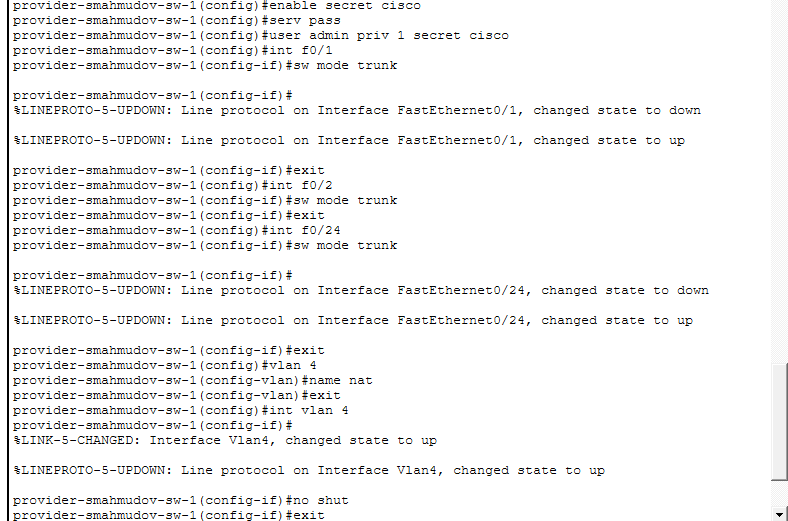 provider-smahmudov-sw-1(config)#enable secret cisco
provider-smahmudov-sw-1(config)#serv pass
provider-smahmudov-sw-1(config)#user admin priv 1 secret cisco
provider-smahmudov-sw-1(config)#int f0/1
provider-smahmudov-sw-1(config-if)#sw mode trunk
provider-smahmudov-sw-1(config-if)#
%LINEPROTO-5-UPDOWN: Line protocol on Interface FastEthernet0/1, changed state to down
%LINEPROTO-5-UPDOWN: Line protocol on Interface FastEthernet0/1, changed state to up
provider-smahmudov-sw-1(config-if)#exit
provider-smahmudov-sw-1(config)#int f0/2
provider-smahmudov-sw-1(config-if)#sw mode trunk
provider-smahmudov-sw-1(config-if)#exit
provider-smahmudov-sw-1(config)#int f0/24
provider-smahmudov-sw-1(config-if)#sw mode trunk
provider-smahmudov-sw-1(config-if)#
%LINEPROTO-5-UPDOWN: Line protocol on Interface FastEthernet0/24, changed state to down
%LINEPROTO-5-UPDOWN: Line protocol on Interface FastEthernet0/24, changed state to up
provider-smahmudov-sw-1(config-if)#exit
provider-smahmudov-sw-1(config)#vlan 4
provider-smahmudov-sw-1(config-vlan)#name nat
provider-smahmudov-sw-1(config-vlan)#exit
provider-smahmudov-sw-1(config)#int vlan 4
provider-smahmudov-sw-1(config-if)#
%LINK-5-CHANGED: Interface Vlan4, changed state to up
%LINEPROTO-5-UPDOWN: Line protocol on Interface Vlan4, changed state to up
provider-smahmudov-sw-1(config-if)#no shut
provider-smahmudov-sw-1(config-if)#exit